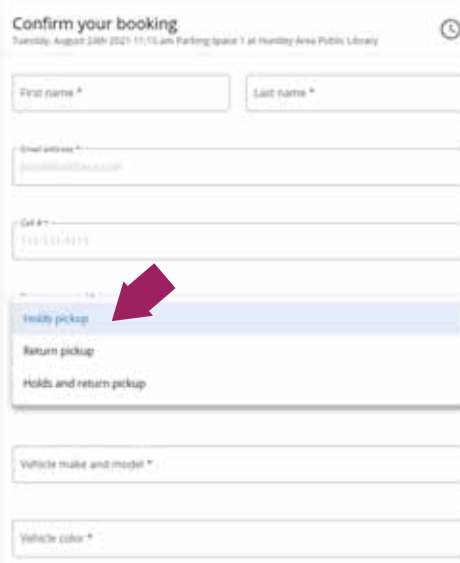 Confirm your booking
Tuesday, August 24th 2021 11:15 am Parking space 1 at Huntley Area Public Library
First name *
Last name *
Email address *
Cell # *
Holds pickup
Return pickup
Holds and return pickup
Vehicle make and model *
Vehicle color *